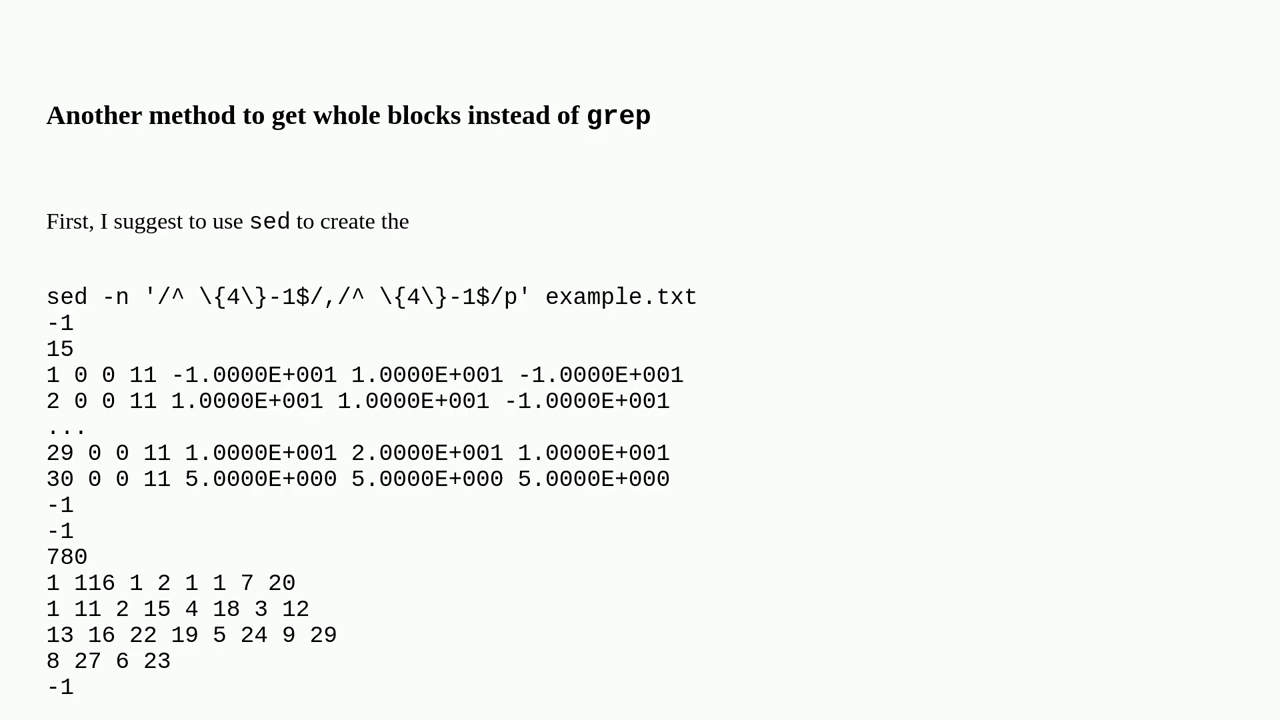 Another method to get whole blocks instead of grep
First, I suggest to use sed to create the
sed -n '/^ \{4\}-1$/,/^ \{4\}-1$/p' example.txt
-1
15
1 0 0 11 -1.0000E+001 1.0000E+001 -1.0000E+001
2 0 0 11 1.0000E+001 1.0000E+001 -1.0000E+001
...
29 0 0 11 1.0000E+001 2.0000E+001 1.0000E+001
30 0 0 11 5.0000E+000 5.0000E+000 5.0000E+000
-1
-1
780
1 116 1 2 1 1 7 20
1 11 2 15 4 18 3 12
13 16 22 19 5 24 9 29
8 27 6 23
-1